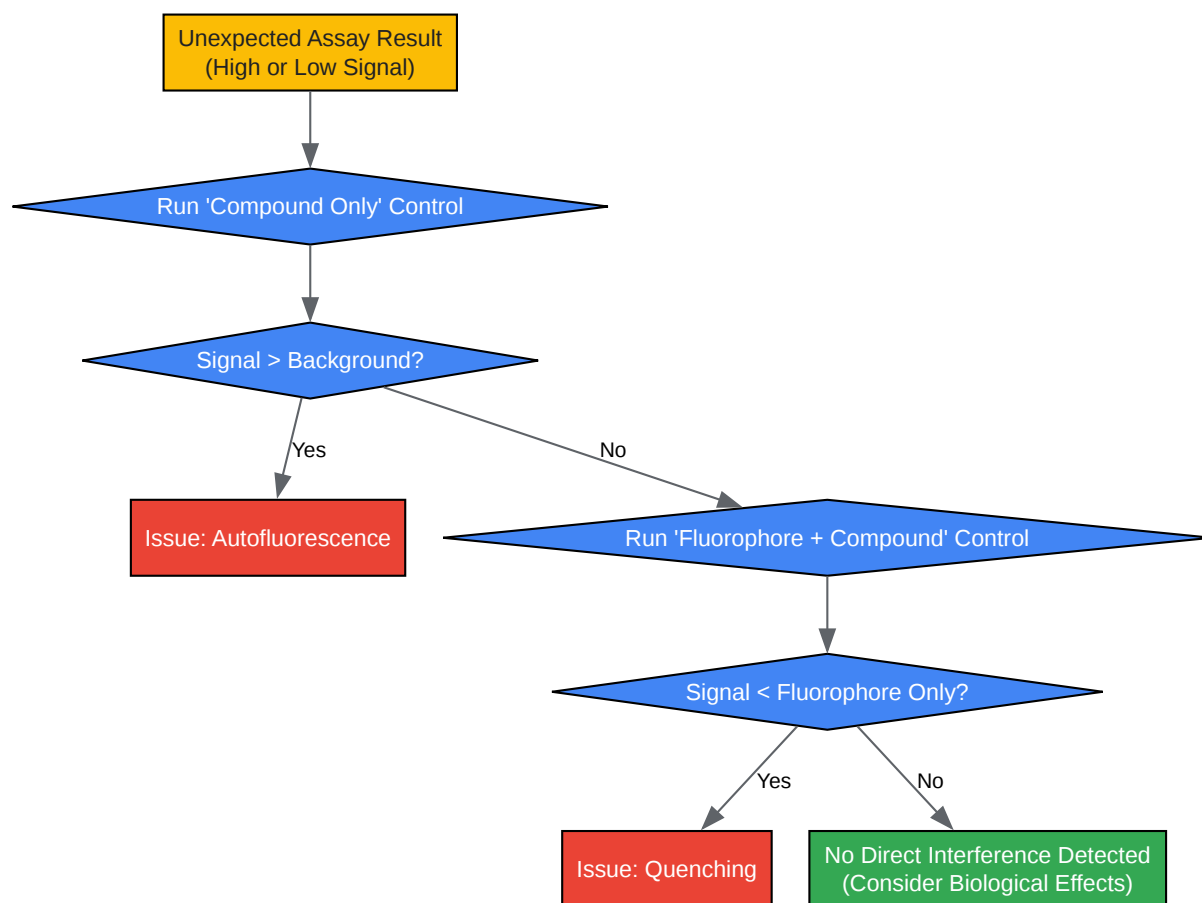 Unexpected Assay Result
(High or Low Signal)
Run 'Compound Only' Control
Signal > Background?
Yes
No
Issue: Autofluorescence
Run 'Fluorophore + Compound' Control
Signal < Fluorophore Only?
Yes
No
Issue: Quenching
No Direct Interference Detected
(Consider Biological Effects)